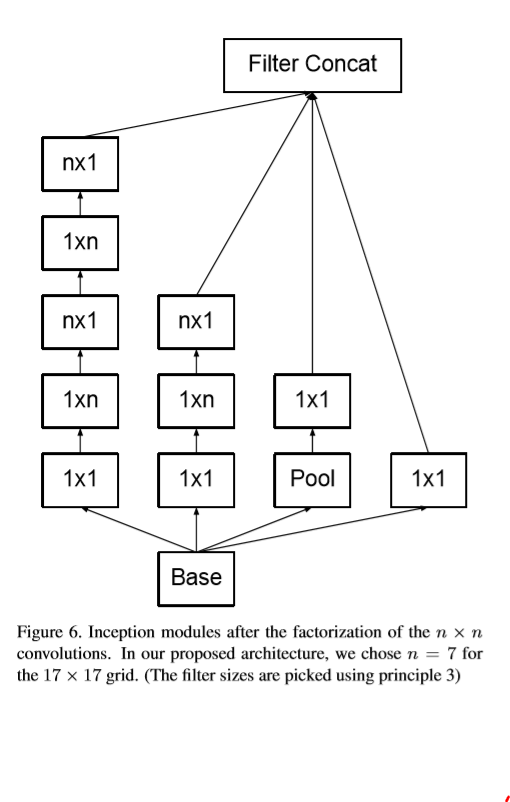 Filter Concat
nx1
1xn
nx1
nx1
1xn
1xn
1x1
1x1
1x1
Pool
1x1
Base
Figure 6. Inception modules after the factorization of the n × n
convolutions. In our proposed architecture, we chose n = 7 for
the 17 × 17 grid. (The filter sizes are picked using principle 3)